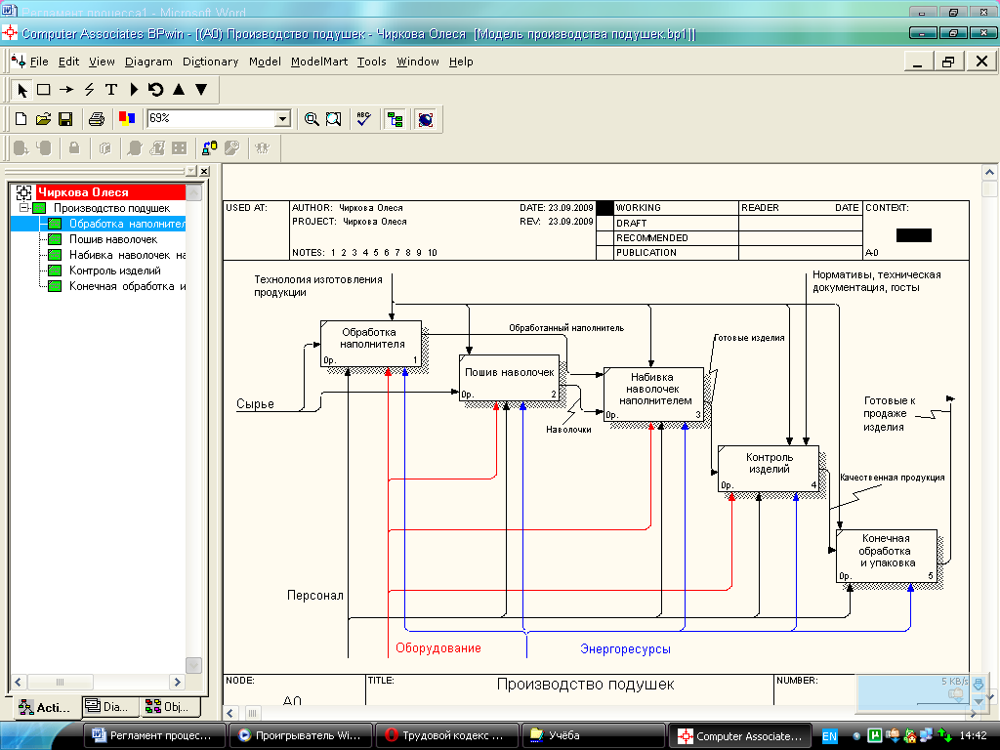 Регламент процесса1 - Microsoft Word
Computer Associates BPwin - [(A0) Производство подушек - Чиркова Олеся [Модель производства подушек.bp1]]
File Edit View Diagram Dictionary Model ModelMart Tools Window Help
69%
Чиркова Олеся
Производство подушек
Обработка наполнител
Пошив наволочек
Набивка наволочек на
Контроль изделий
Конечная обработка и
Acti...
Dia...
Obj...
USED AT:
AUTHOR: Чиркова Олеся
PROJECT: Чиркова Олеся
NOTES: 1 2 3 4 5 6 7 8 9 10
DATE: 23.09.2009
REV: 23.09.2009
WORKING
DRAFT
RECOMMENDED
PUBLICATION
READER
DATE
CONTEXT:
A-0
Технология изготовления
продукции
Нормативы, техническая
документация, госты
Обработка
наполнителя
0р. 1
Обработанный наполнитель
Готовые изделия
Пошив наволочек
0р. 2
Набивка
наволочек
наполнителем
0р. 3
Сырье
Наволочки
Готовые к
продаже
изделия
Контроль
изделий
0р. 4
Качественная продукция
Конечная
обработка
и упаковка
0р. 5
Персонал
Оборудование
Энергоресурсы
NODE:
A0
TITLE:
Производство подушек
NUMBER:
5 KB/s
Регламент процес...
Проигрыватель Wi...
Трудовой кодекс ...
Учёба
Computer Associate...
EN
14:42